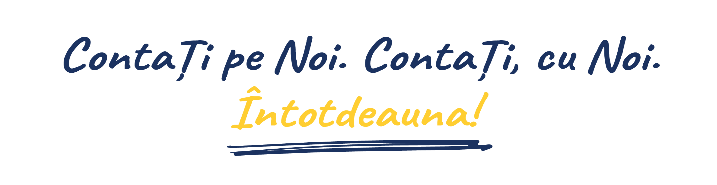 ContaȚi pe Noi. ContaȚi, cu Noi.
Întotdeauna!